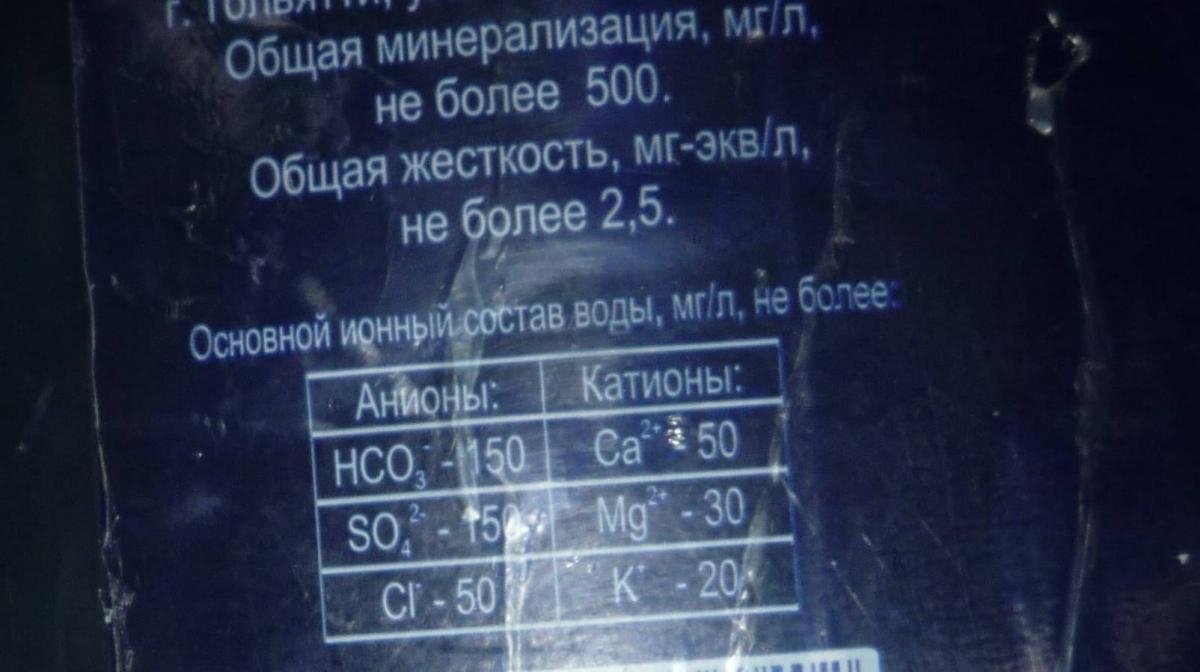 г. Тольятти, у
Общая минерализация, мг/л,
не более 500.
Общая жесткость, мг-экв/л,
не более 2,5.
Основной ионный состав воды, мг/л, не более:
Анионы: Катионы:
HCO₃⁻ - 150 Ca²⁺ - 50
SO₄²⁻ - 150 Mg²⁺ - 30
Cl⁻ - 50 K⁺ - 20